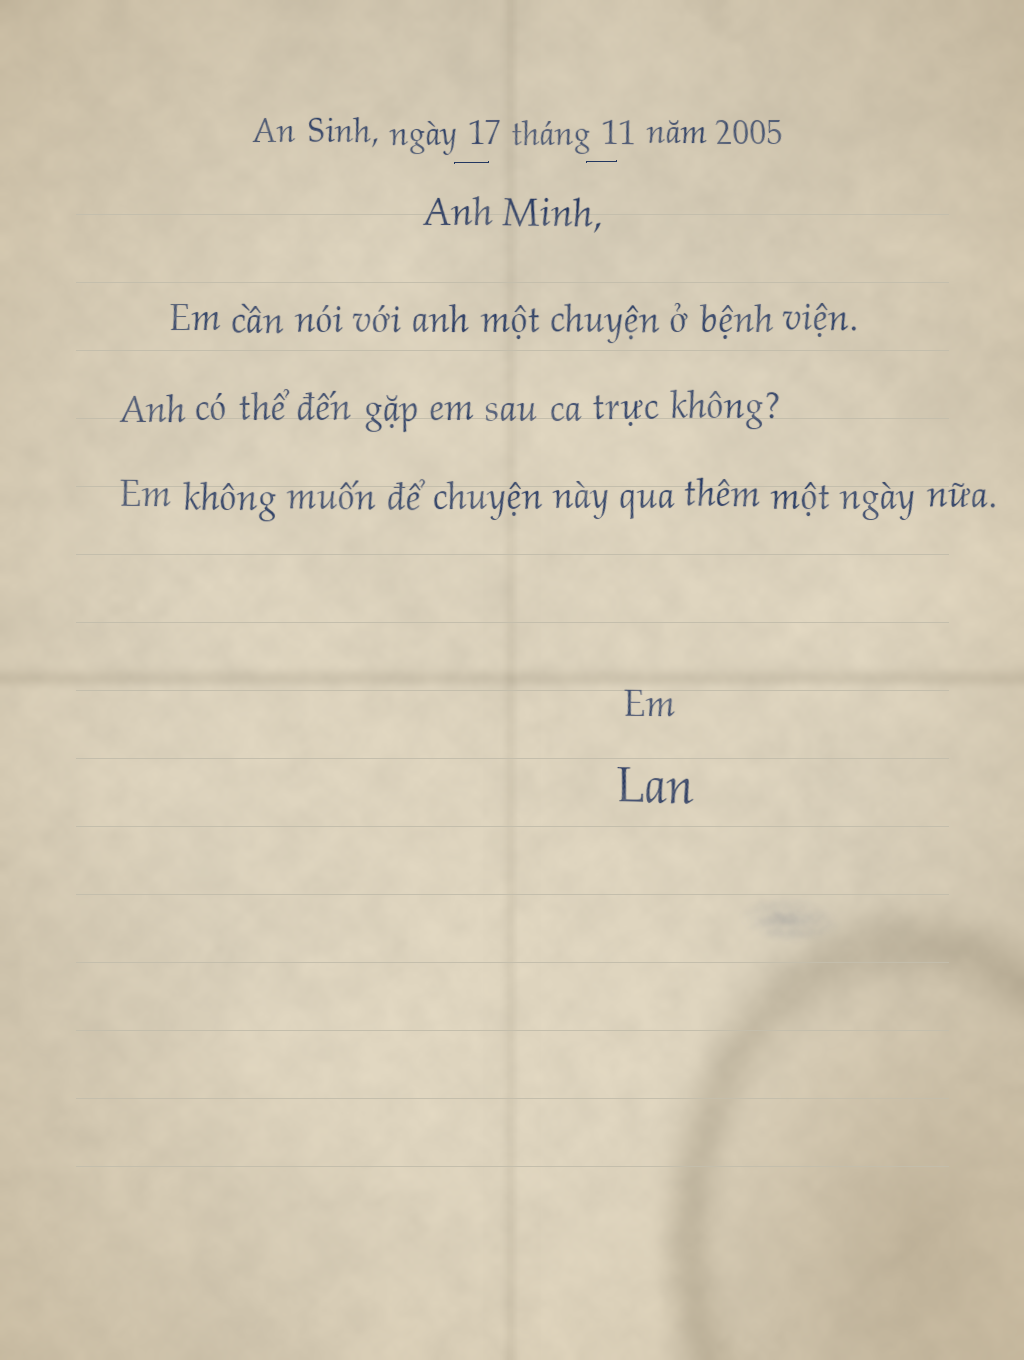 An Sinh, ngày 17 tháng 11 năm 2005
Anh Minh,
Em cần nói với anh một chuyện ở bệnh viện.
Anh có thể đến gặp em sau ca trực không?
Em không muốn để chuyện này qua thêm một ngày nữa.
Em
Lan